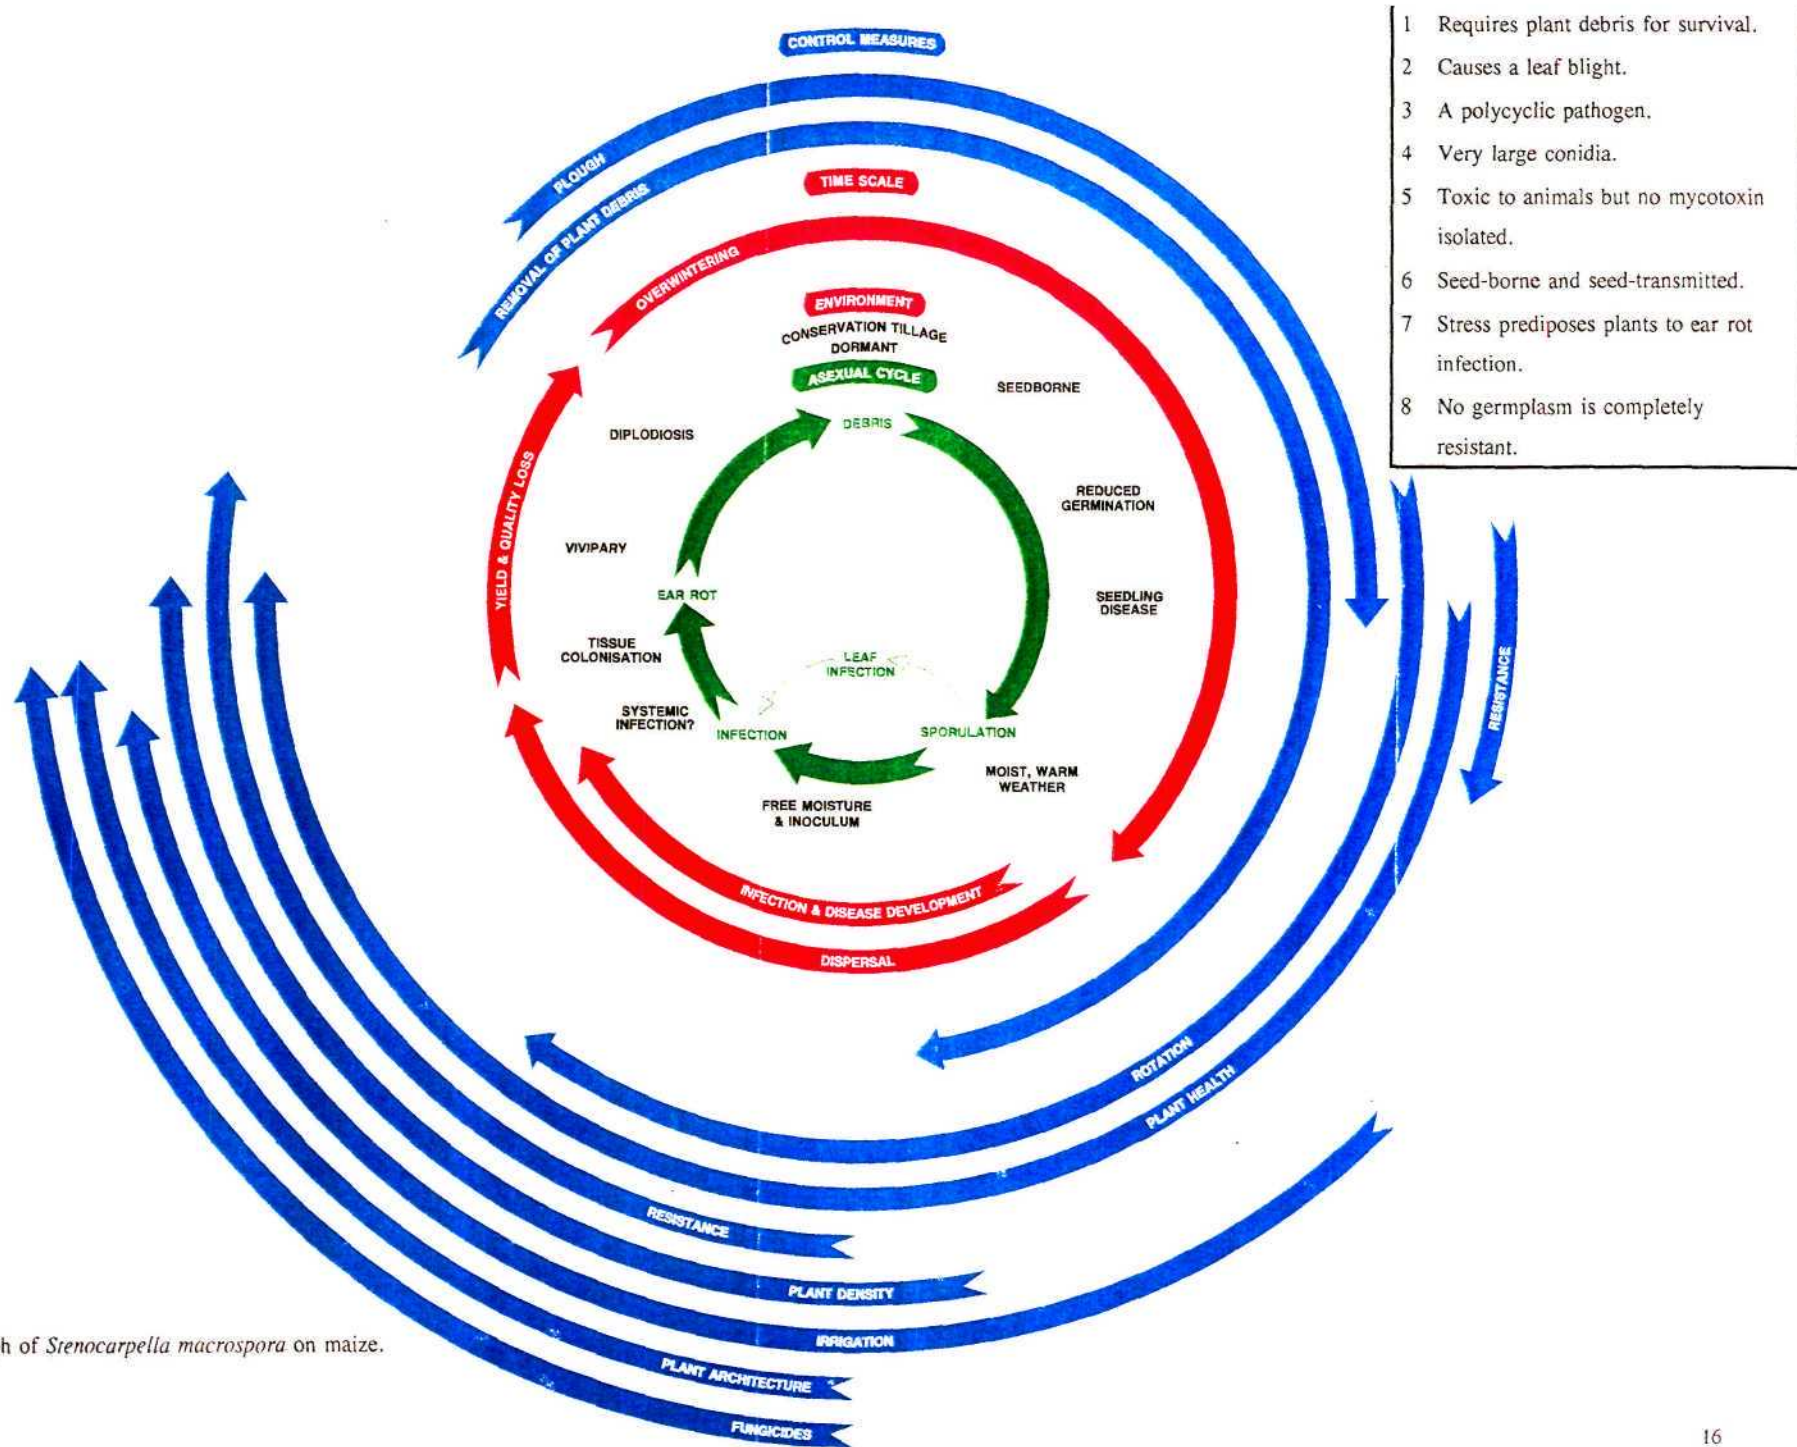 CONTROL MEASURES
PLOUGH
REMOVAL OF PLANT DEBRIS
TIME SCALE
OVERWINTERING
ENVIRONMENT
CONSERVATION TILLAGE
DORMANT
ASEXUAL CYCLE
DEBRIS
SEEDBORNE
DIPLODIOSIS
REDUCED
GERMINATION
YIELD & QUALITY LOSS
VIVIPARY
EAR ROT
SEEDLING
DISEASE
TISSUE
COLONISATION
LEAF
INFECTION
SYSTEMIC
INFECTION?
INFECTION
SPORULATION
MOIST, WARM
WEATHER
FREE MOISTURE
& INOCULUM
INFECTION & DISEASE DEVELOPMENT
DISPERSAL
RESISTANCE
ROTATION
PLANT HEALTH
RESISTANCE
PLANT DENSITY
IRRIGATION
PLANT ARCHITECTURE
FUNGICIDES
1 Requires plant debris for survival.
2 Causes a leaf blight.
3 A polycyclic pathogen.
4 Very large conidia.
5 Toxic to animals but no mycotoxin
isolated.
6 Seed-borne and seed-transmitted.
7 Stress prediposes plants to ear rot
infection.
8 No germplasm is completely
resistant.
h of Stenocarpella macrospora on maize.
16